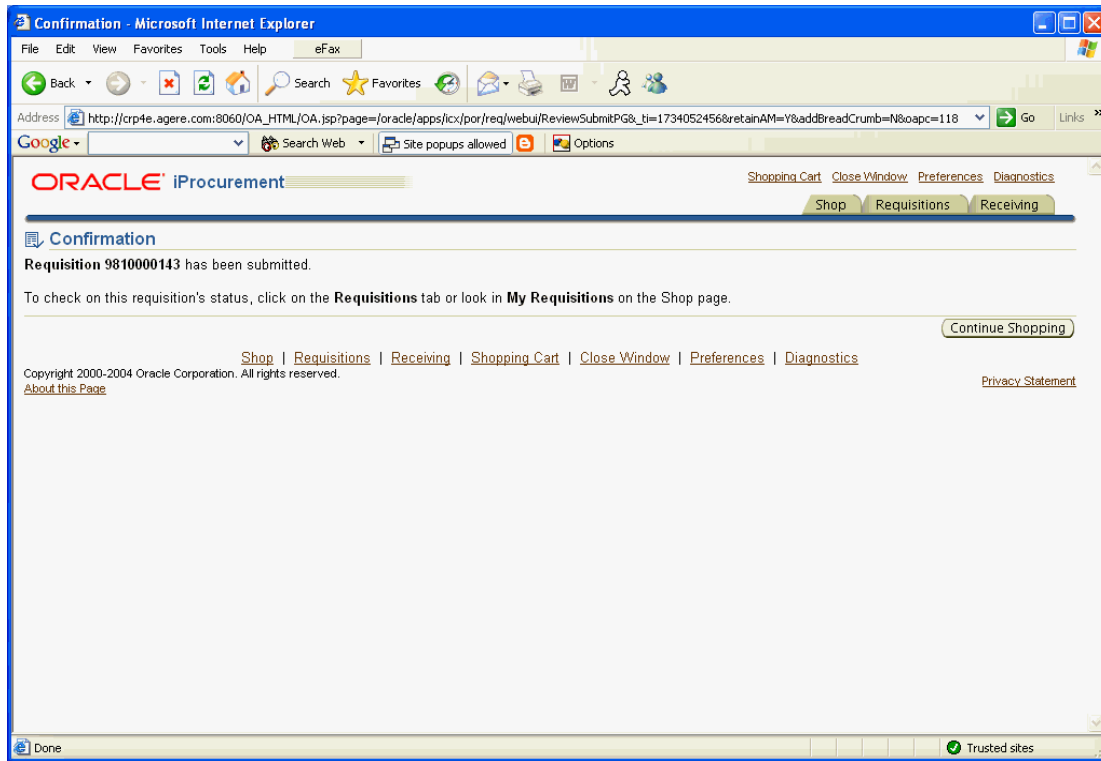 Confirmation - Microsoft Internet Explorer
File Edit View Favorites Tools Help eFax
Back Search Favorites W
Address http://crp4e.agere.com:8060/OA_HTML/OA.jsp?page=/oracle/apps/icx/por/req/webui/ReviewSubmitPG&_ti=1734052456&retainAM=Y&addBreadCrumb=N&oapc=118 Go Links »
Google Search Web Site popups allowed Options
ORACLE iProcurement
Shopping Cart Close Window Preferences Diagnostics
Shop Requisitions Receiving
Confirmation
Requisition 9810000143 has been submitted.
To check on this requisition's status, click on the Requisitions tab or look in My Requisitions on the Shop page.
Continue Shopping
Shop | Requisitions | Receiving | Shopping Cart | Close Window | Preferences | Diagnostics
Copyright 2000-2004 Oracle Corporation. All rights reserved.
About this Page
Privacy Statement
Done Trusted sites